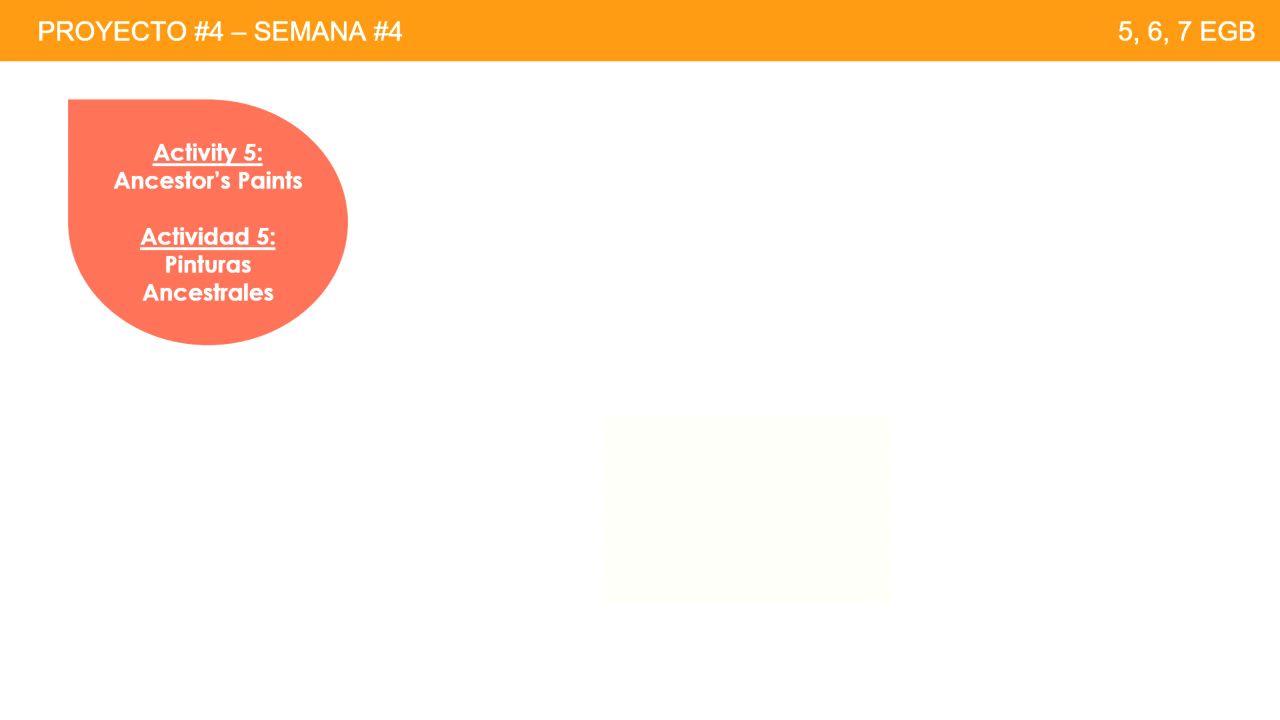 PROYECTO #4 – SEMANA #4
5, 6, 7 EGB
Activity 5:
Ancestor’s Paints
Actividad 5:
Pinturas
Ancestrales